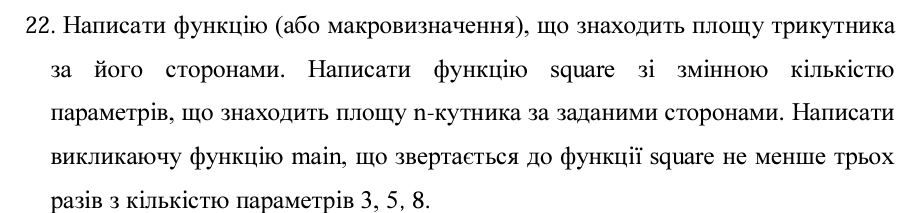 22. Написати функцію (або макровизначення), що знаходить площу трикутника
за його сторонами. Написати функцію square зі змінною кількістю
параметрів, що знаходить площу n-кутника за заданими сторонами. Написати
викликаючу функцію main, що звертається до функції square не менше трьох
разів з кількістю параметрів 3, 5, 8.